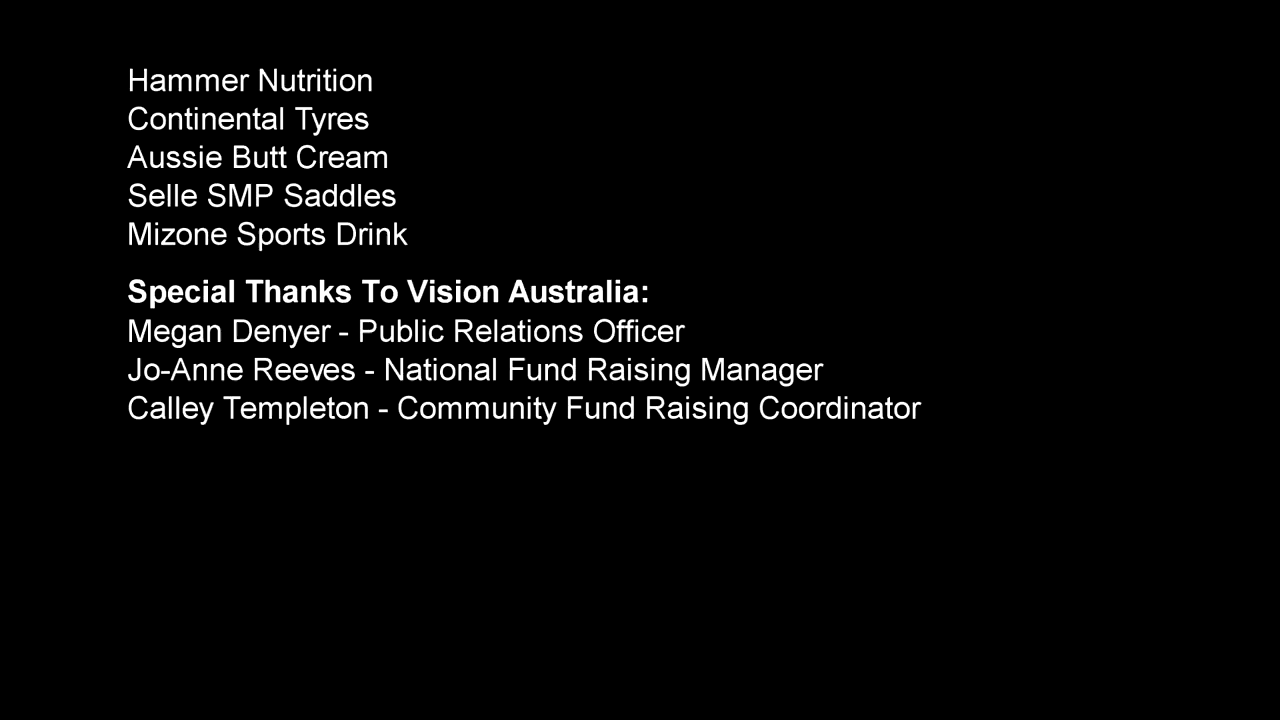 Hammer Nutrition
Continental Tyres
Aussie Butt Cream
Selle SMP Saddles
Mizone Sports Drink
Special Thanks To Vision Australia:
Megan Denyer - Public Relations Officer
Jo-Anne Reeves - National Fund Raising Manager
Calley Templeton - Community Fund Raising Coordinator